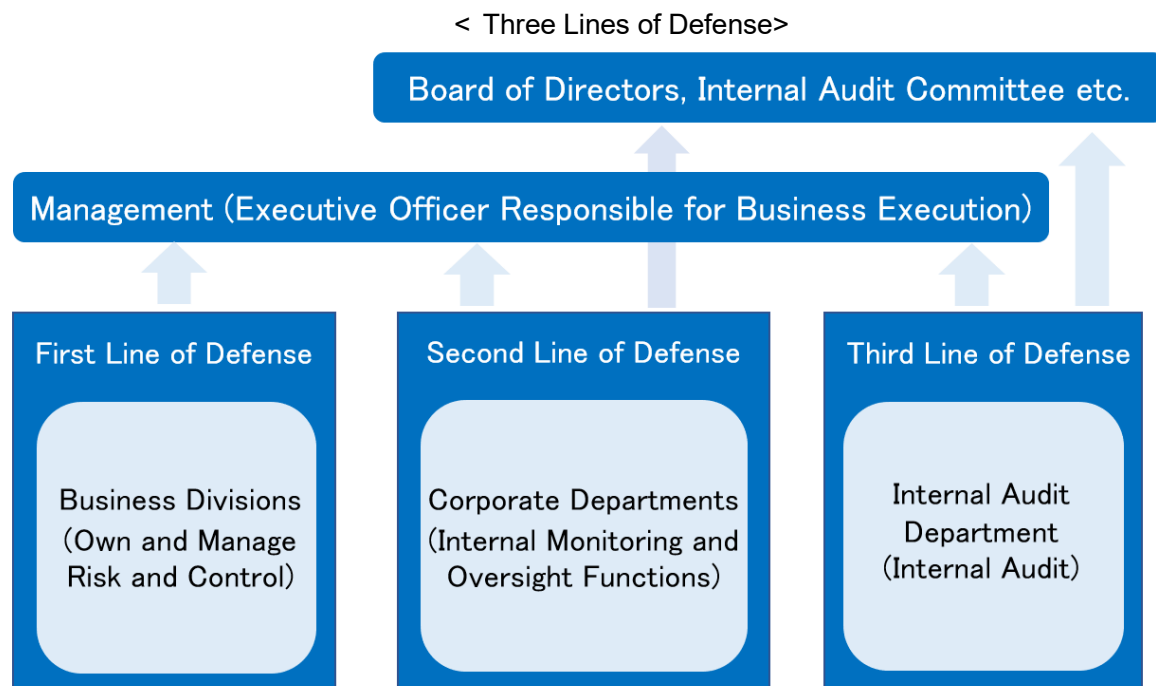 < Three Lines of Defense>
Board of Directors, Internal Audit Committee etc.
Management (Executive Officer Responsible for Business Execution)
First Line of Defense
Business Divisions
(Own and Manage
Risk and Control)
Second Line of Defense
Corporate Departments
(Internal Monitoring and
Oversight Functions)
Third Line of Defense
Internal Audit
Department
(Internal Audit)